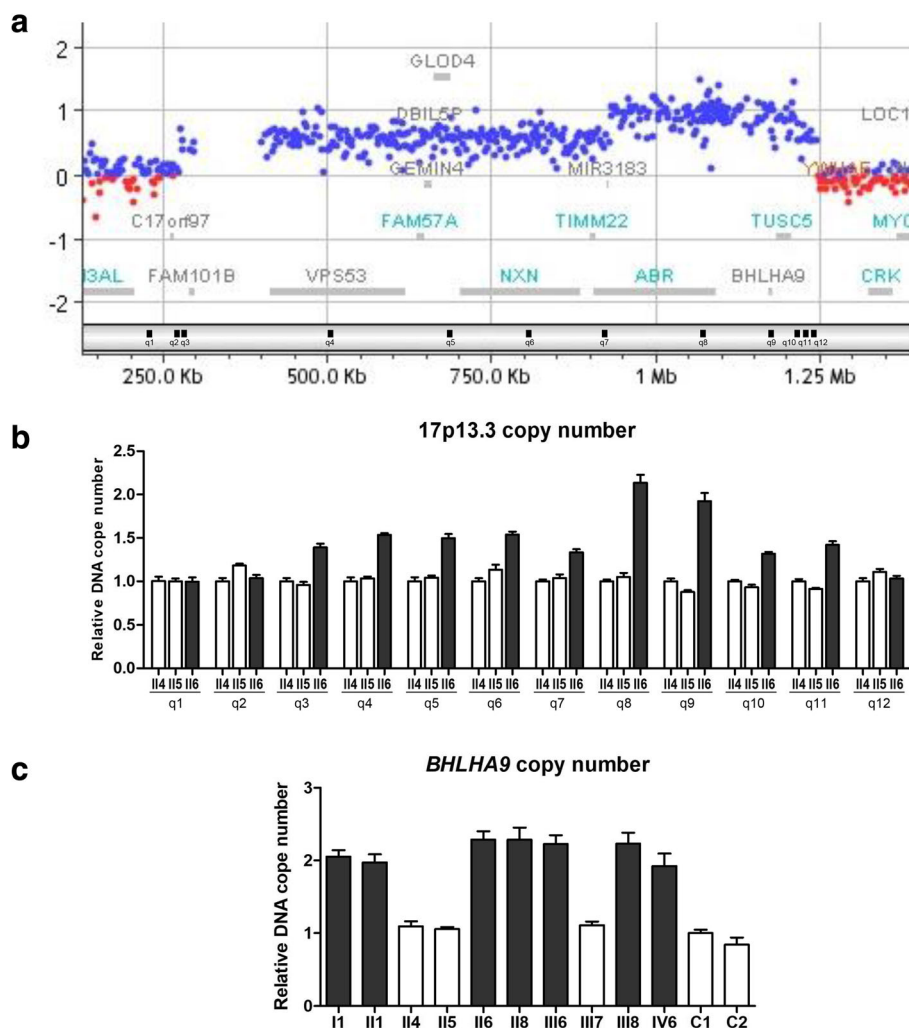 a
2
GLOD4
1
DBIL5P
LOC1
0
GEMIN4
MIR3183
C17orf97
FAM57A
TIMM22
TUSC5
MYO
-1
I3AL
FAM101B
VPS53
NXN
ABR
BHLHA9
CRK
-2
q1 q2 q3 q4 q5 q6 q7 q8 q9 q10 q11 q12
250.0 Kb 500.0 Kb 750.0 Kb 1 Mb 1.25 Mb
b
17p13.3 copy number
Relative DNA cope number
2.5
2.0
1.5
1.0
0.5
0.0
II4 II5 II6 II4 II5 II6 II4 II5 II6 II4 II5 II6 II4 II5 II6 II4 II5 II6 II4 II5 II6 II4 II5 II6 II4 II5 II6 II4 II5 II6 II4 II5 II6 II4 II5 II6
q1 q2 q3 q4 q5 q6 q7 q8 q9 q10 q11 q12
c
BHLHA9 copy number
Relative DNA cope number
3
2
1
0
I1 II1 II4 II5 II6 II8 III6 III7 III8 IV6 C1 C2